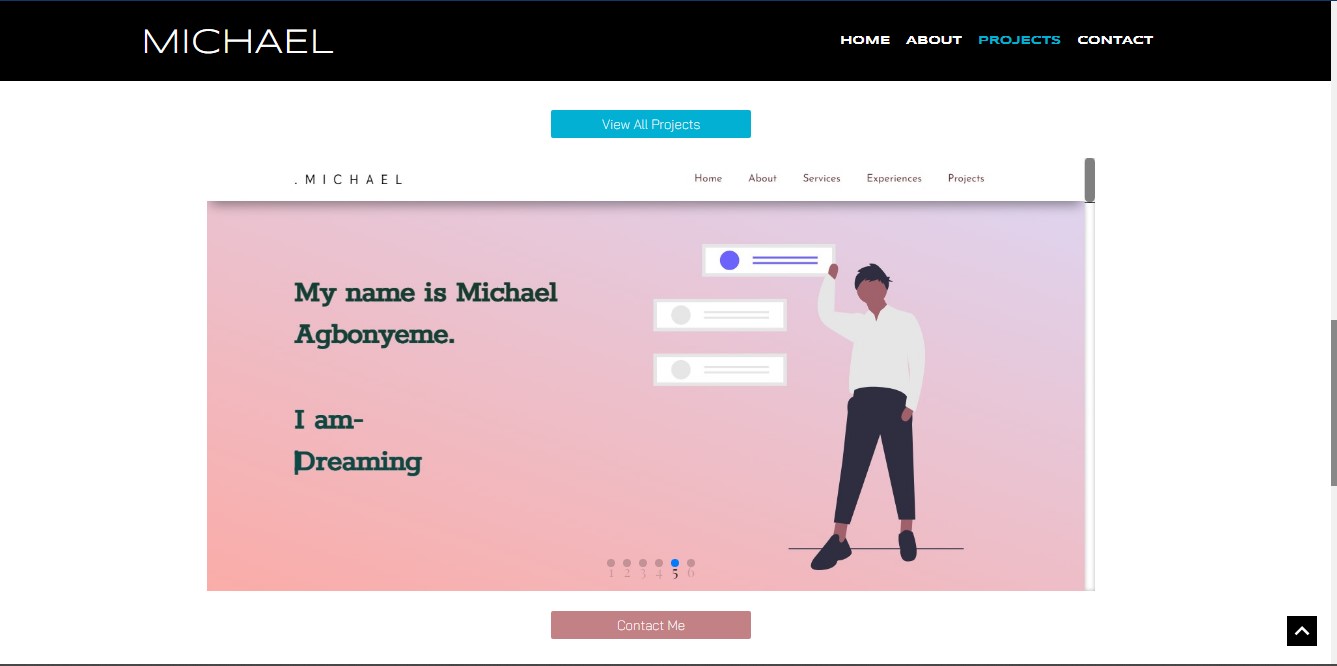 MICHAEL
HOME ABOUT PROJECTS CONTACT
View All Projects
. M I C H A E L
Home About Services Experiences Projects
My name is Michael
Agbonyeme.
I am-
Dreaming
1 2 3 4 5 6
Contact Me